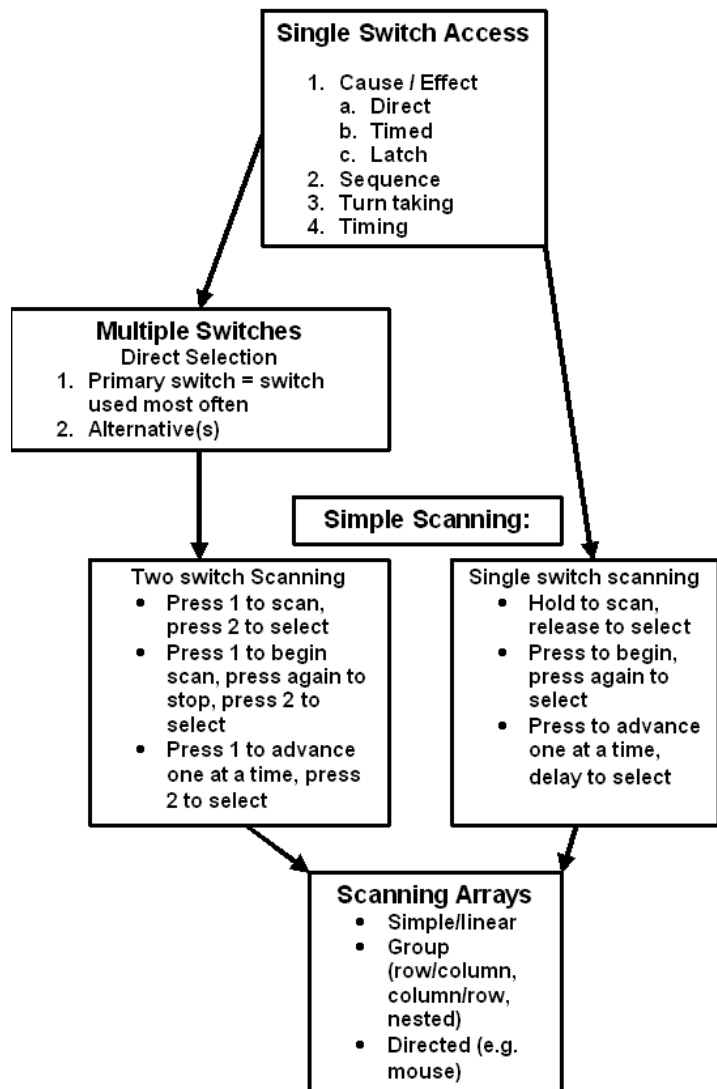 Single Switch Access
1. Cause / Effect
a. Direct
b. Timed
c. Latch
2. Sequence
3. Turn taking
4. Timing
Multiple Switches
Direct Selection
1. Primary switch = switch
used most often
2. Alternative(s)
Simple Scanning:
Two switch Scanning
• Press 1 to scan,
press 2 to select
• Press 1 to begin
scan, press again to
stop, press 2 to
select
• Press 1 to advance
one at a time, press
2 to select
Single switch scanning
• Hold to scan,
release to select
• Press to begin,
press again to
select
• Press to advance
one at a time,
delay to select
Scanning Arrays
• Simple/linear
• Group
(row/column,
column/row,
nested)
• Directed (e.g.
mouse)